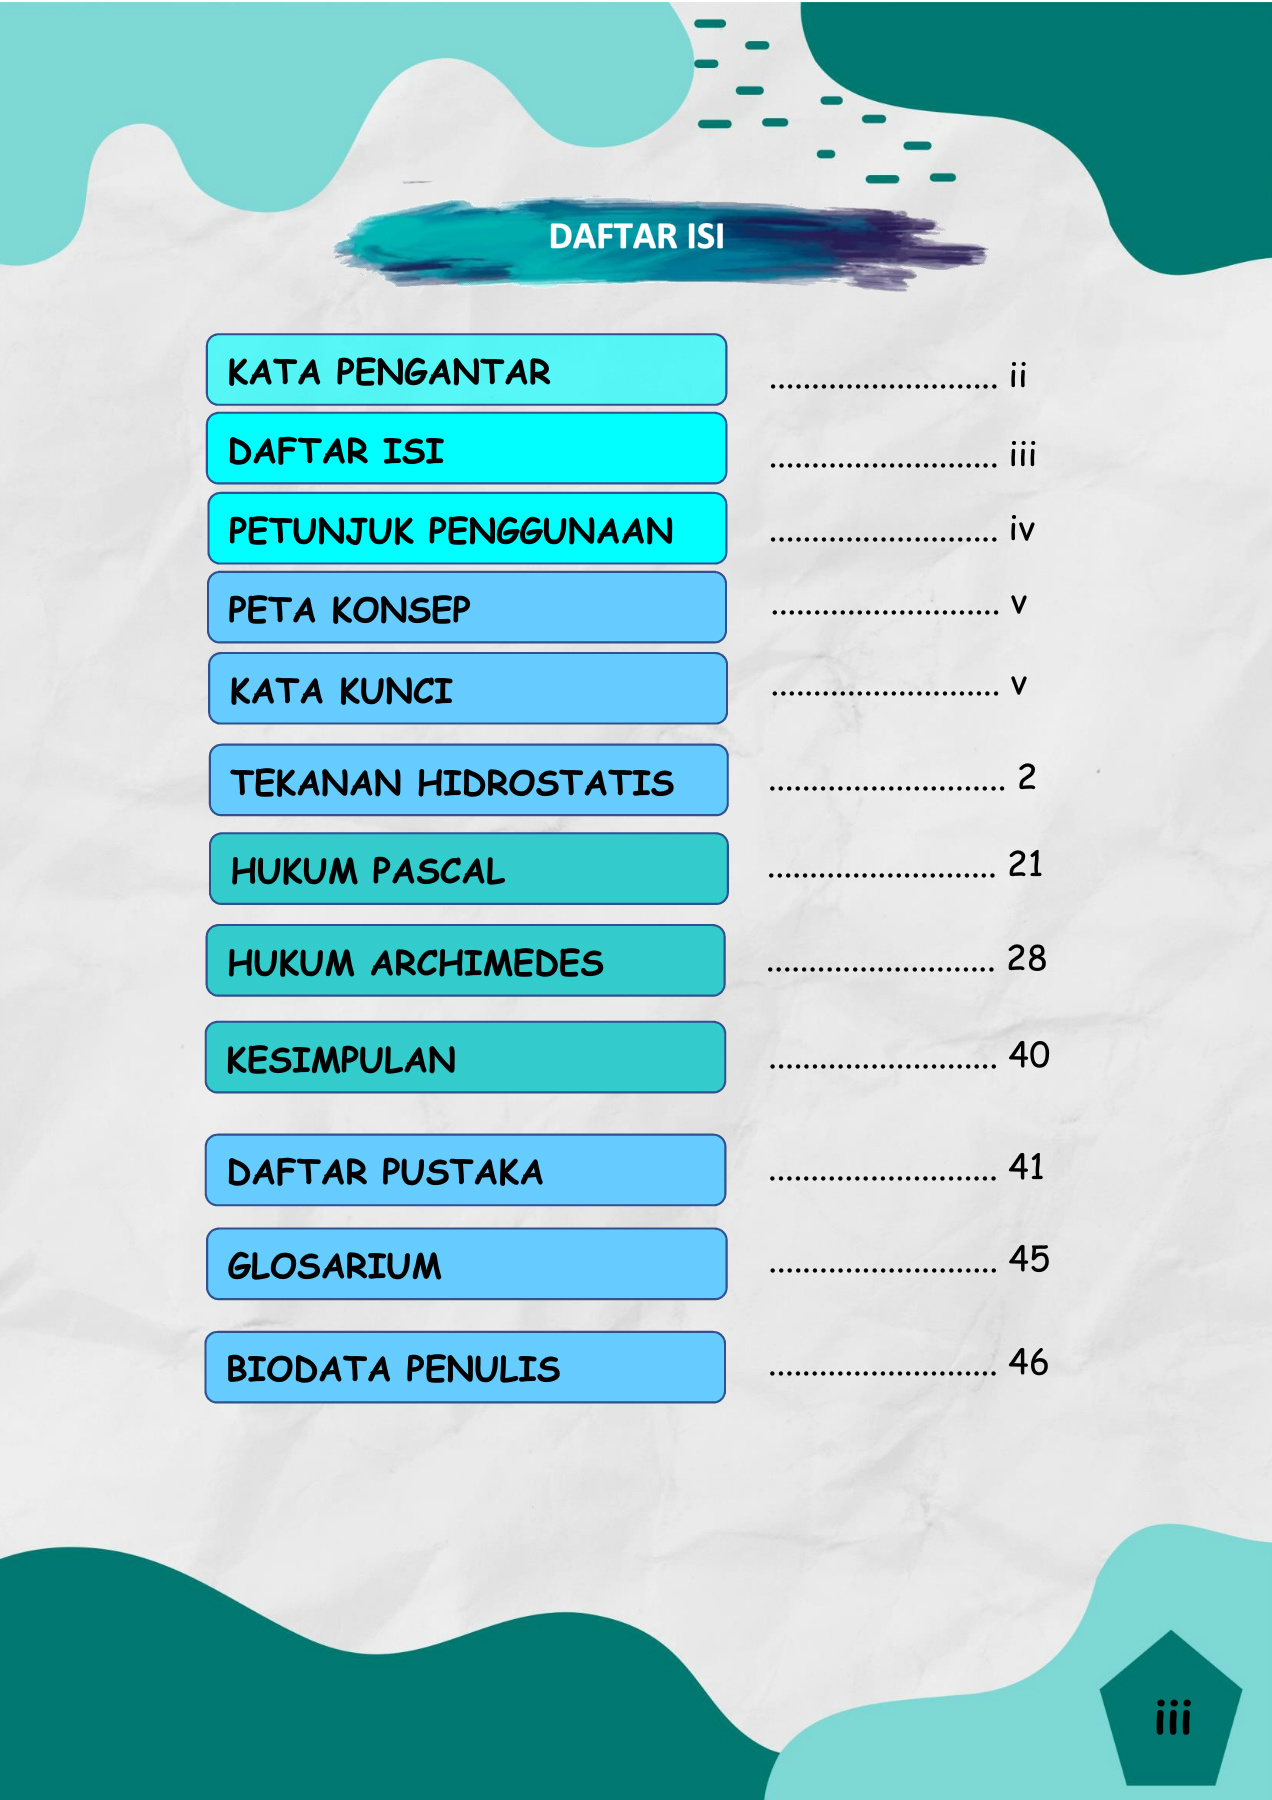 DAFTAR ISI
KATA PENGANTAR ........................... ii
DAFTAR ISI ........................... iii
PETUNJUK PENGGUNAAN ........................... iv
PETA KONSEP ........................... v
KATA KUNCI ........................... v
TEKANAN HIDROSTATIS ............................ 2
HUKUM PASCAL ........................... 21
HUKUM ARCHIMEDES ........................... 28
KESIMPULAN ........................... 40
DAFTAR PUSTAKA ........................... 41
GLOSARIUM ........................... 45
BIODATA PENULIS ........................... 46
iii